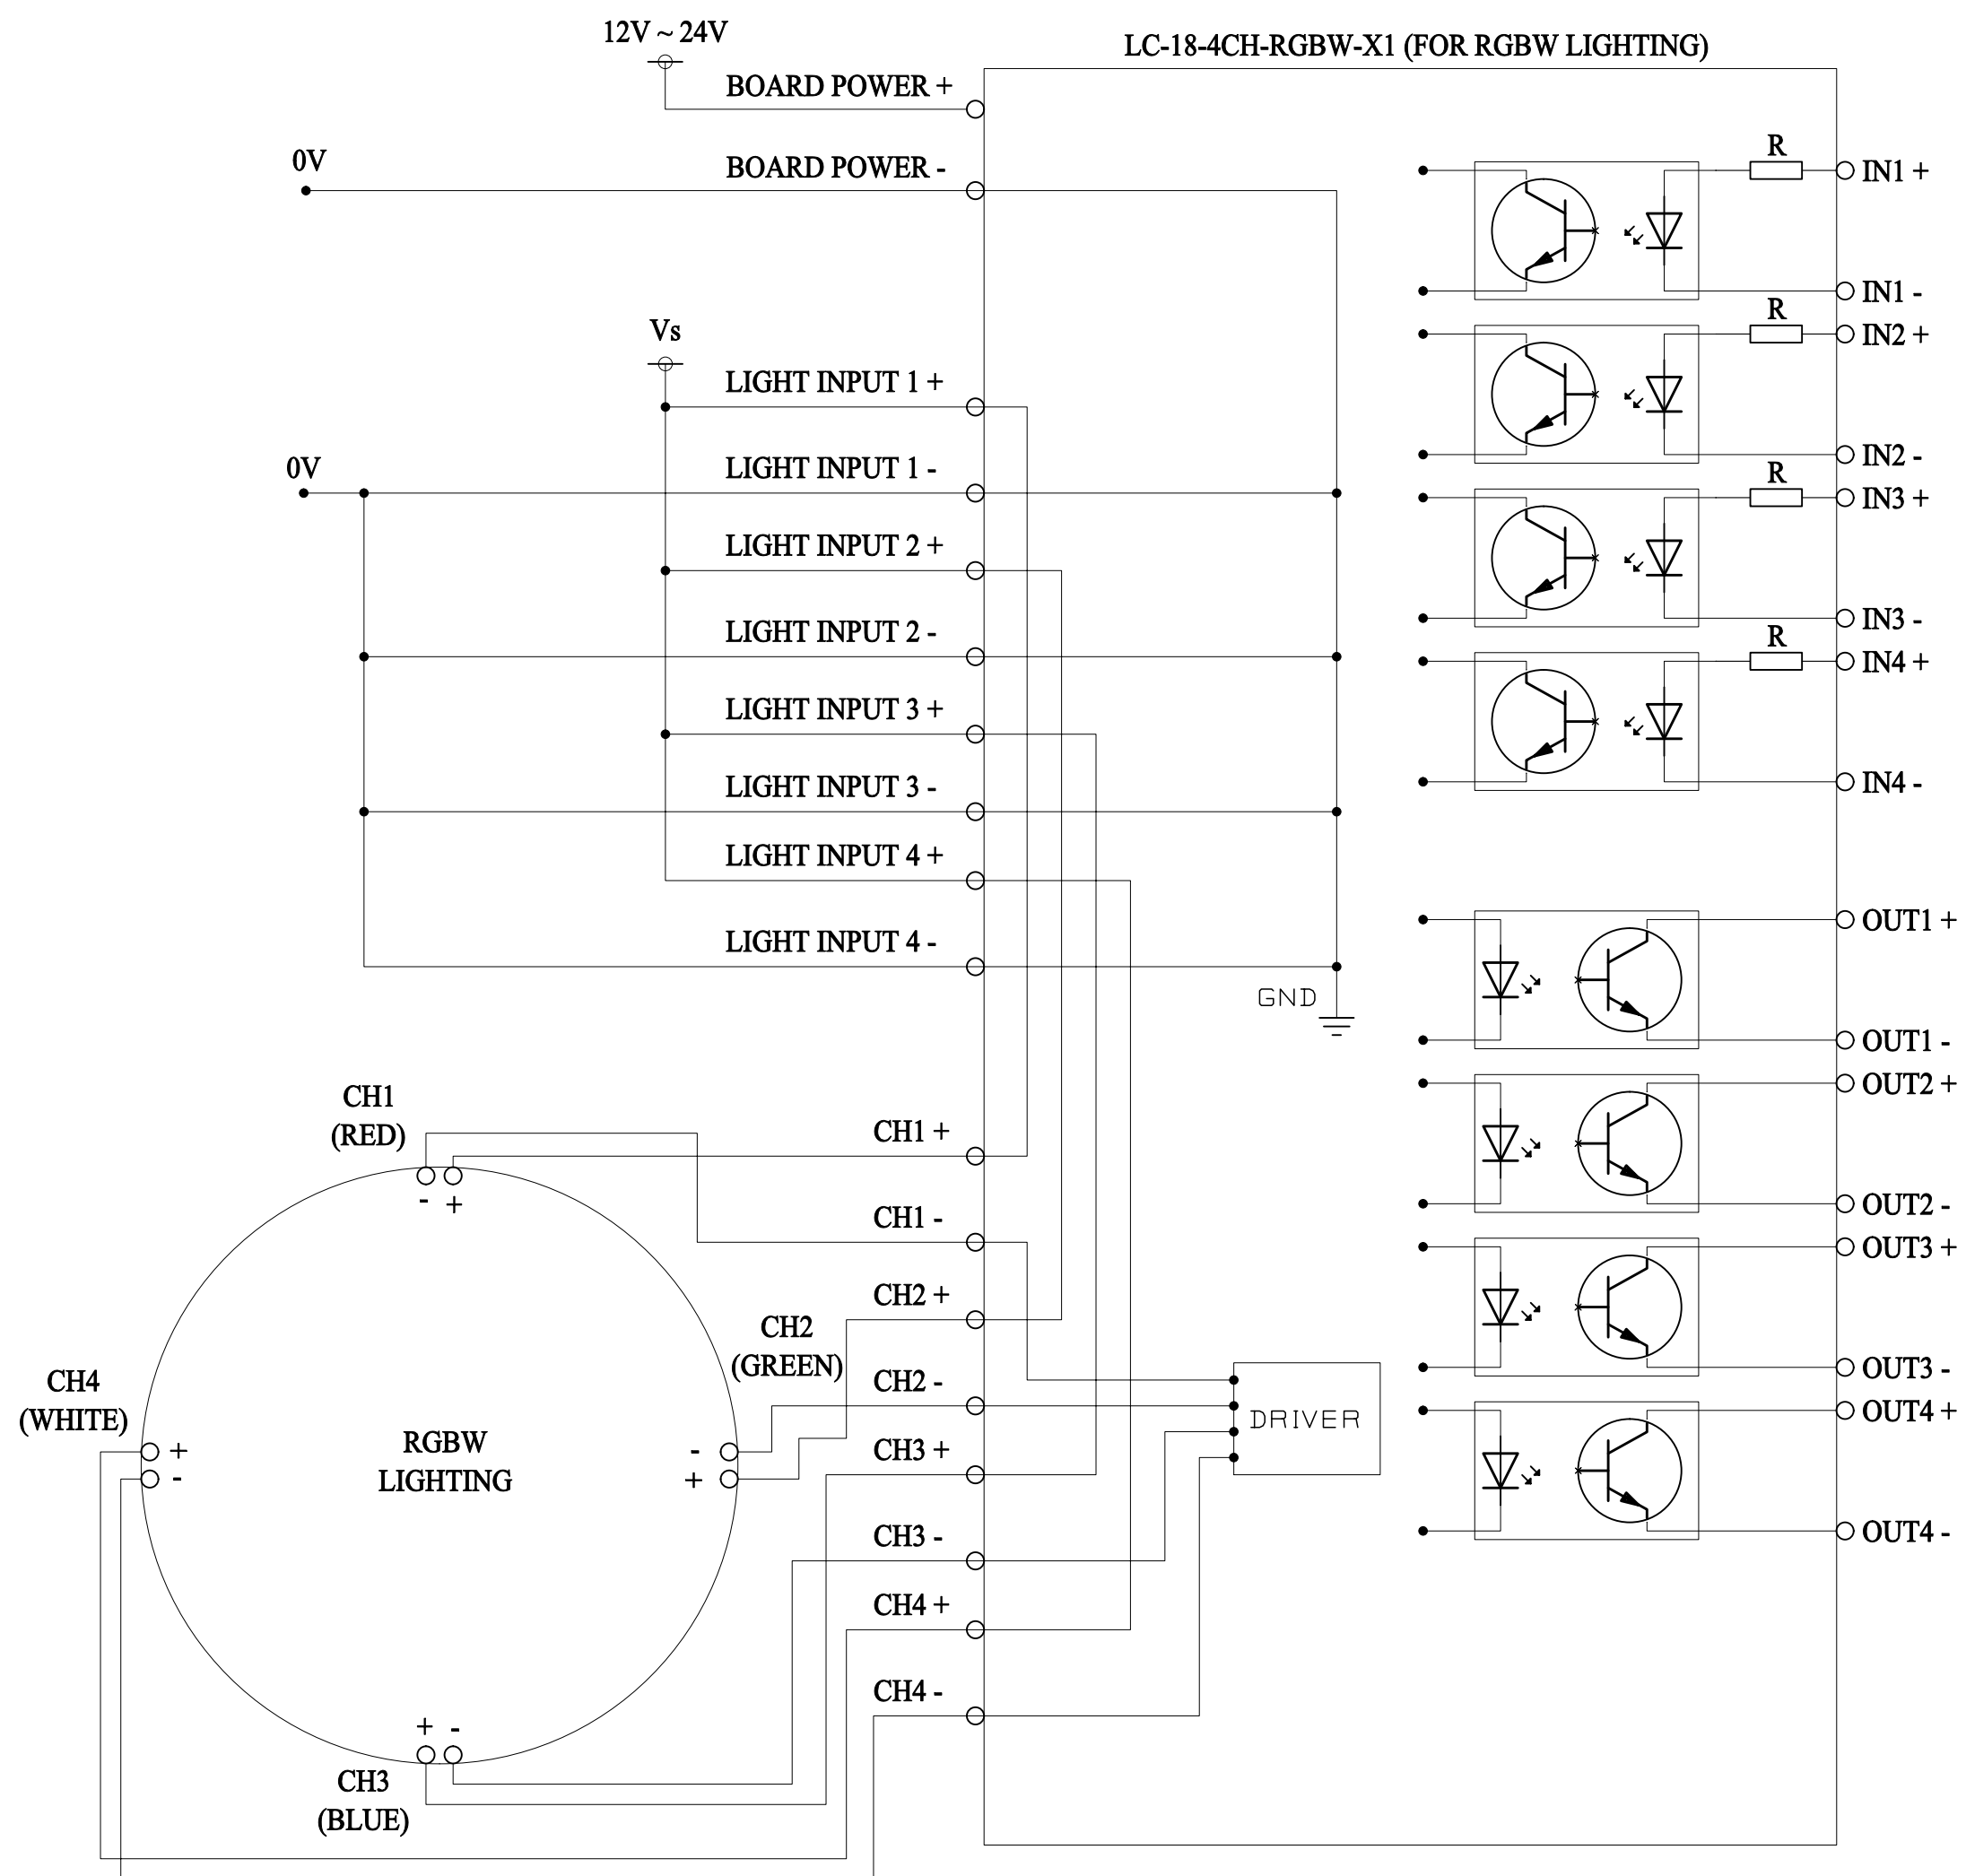 12V ~ 24V
LC-18-4CH-RGBW-X1 (FOR RGBW LIGHTING)
BOARD POWER +
0V
BOARD POWER -
Vs
LIGHT INPUT 1 +
0V
LIGHT INPUT 1 -
LIGHT INPUT 2 +
LIGHT INPUT 2 -
LIGHT INPUT 3 +
LIGHT INPUT 3 -
LIGHT INPUT 4 +
LIGHT INPUT 4 -
GND
R
IN1 +
IN1 -
R
IN2 +
IN2 -
R
IN3 +
IN3 -
R
IN4 +
IN4 -
OUT1 +
OUT1 -
OUT2 +
OUT2 -
OUT3 +
OUT3 -
OUT4 +
OUT4 -
CH1
(RED)
- +
CH1 +
CH1 -
CH2 +
CH2
(GREEN)
CH2 -
CH3 +
CH3 -
CH4 +
CH4 -
DRIVER
CH4
(WHITE)
+
-
RGBW
LIGHTING
-
+
+ -
CH3
(BLUE)